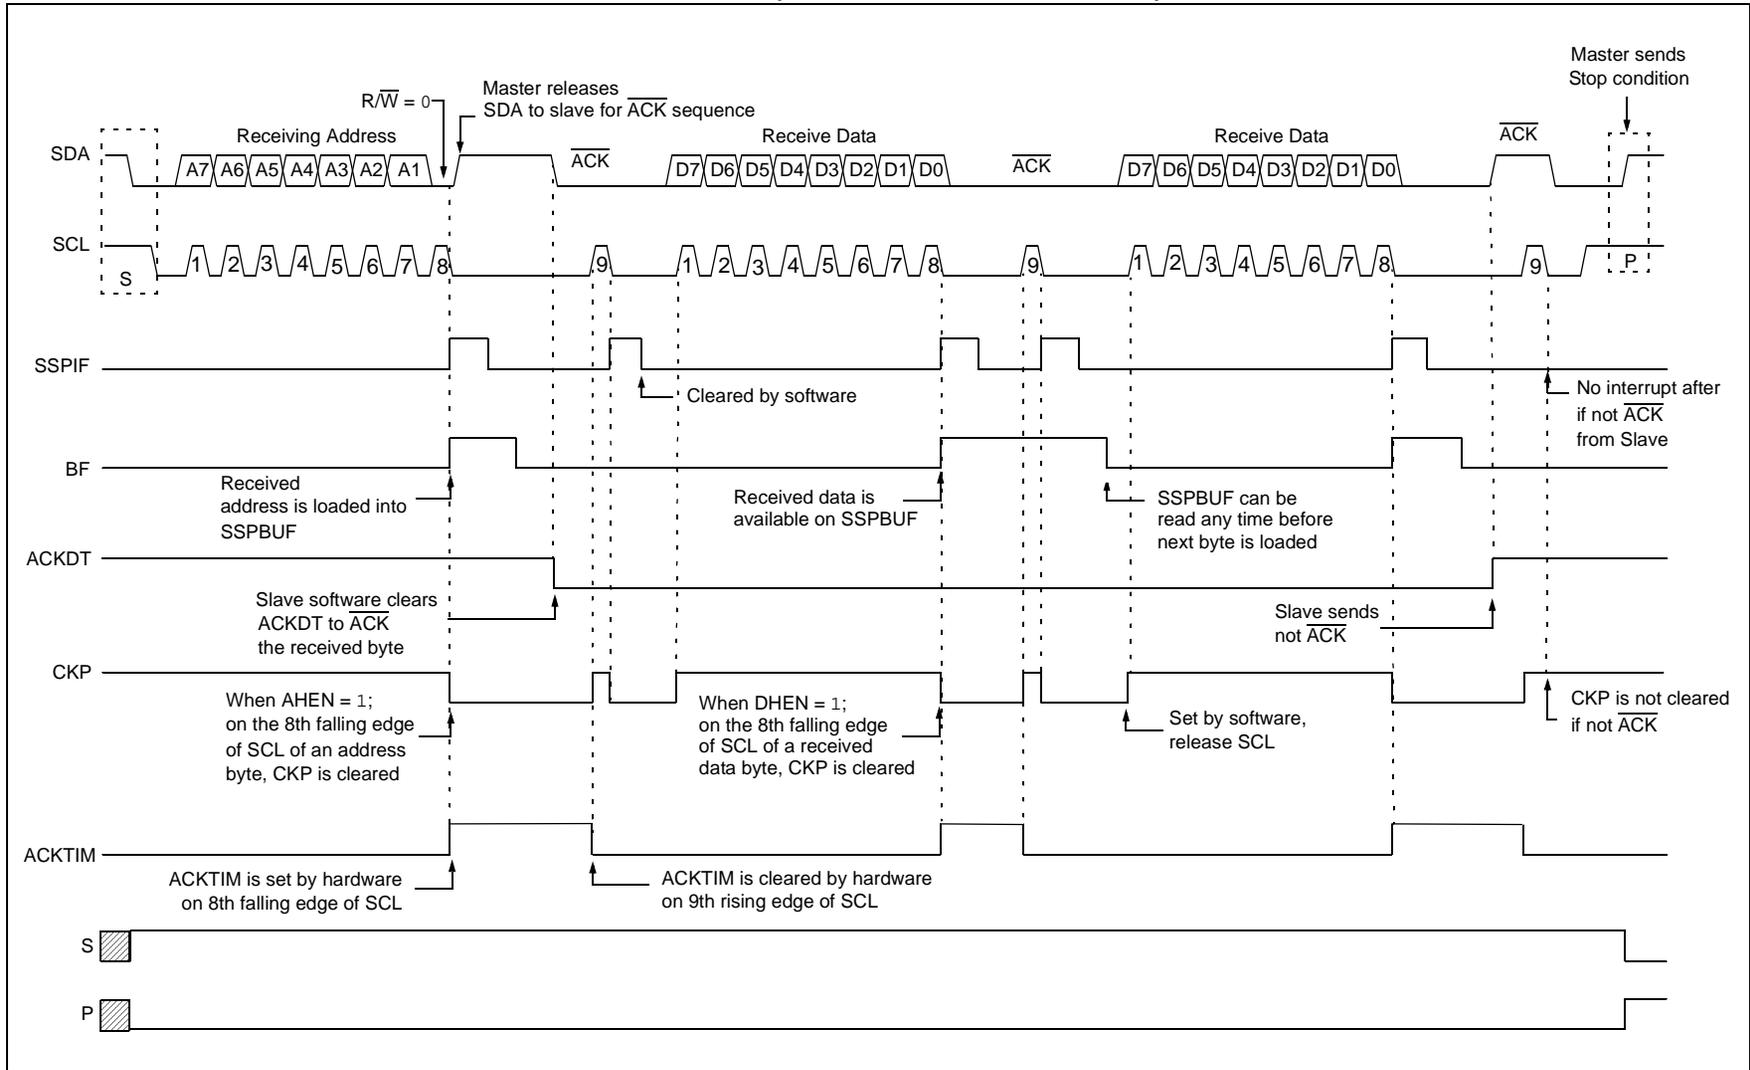 Master sends
Stop condition
Master releases
SDA to slave for ACK sequence
R/W = 0
Receiving Address
Receive Data
Receive Data
ACK
SDA
A7 A6 A5 A4 A3 A2 A1
ACK
D7 D6 D5 D4 D3 D2 D1 D0
ACK
D7 D6 D5 D4 D3 D2 D1 D0
SCL
S
1 2 3 4 5 6 7 8 9 1 2 3 4 5 6 7 8 9 1 2 3 4 5 6 7 8 9
P
SSPIF
Cleared by software
No interrupt after
if not ACK
from Slave
BF
Received
address is loaded into
SSPBUF
Received data is
available on SSPBUF
SSPBUF can be
read any time before
next byte is loaded
ACKDT
Slave software clears
ACKDT to ACK
the received byte
Slave sends
not ACK
CKP
When AHEN = 1;
on the 8th falling edge
of SCL of an address
byte, CKP is cleared
When DHEN = 1;
on the 8th falling edge
of SCL of a received
data byte, CKP is cleared
Set by software,
release SCL
CKP is not cleared
if not ACK
ACKTIM
ACKTIM is set by hardware
on 8th falling edge of SCL
ACKTIM is cleared by hardware
on 9th rising edge of SCL
S
P